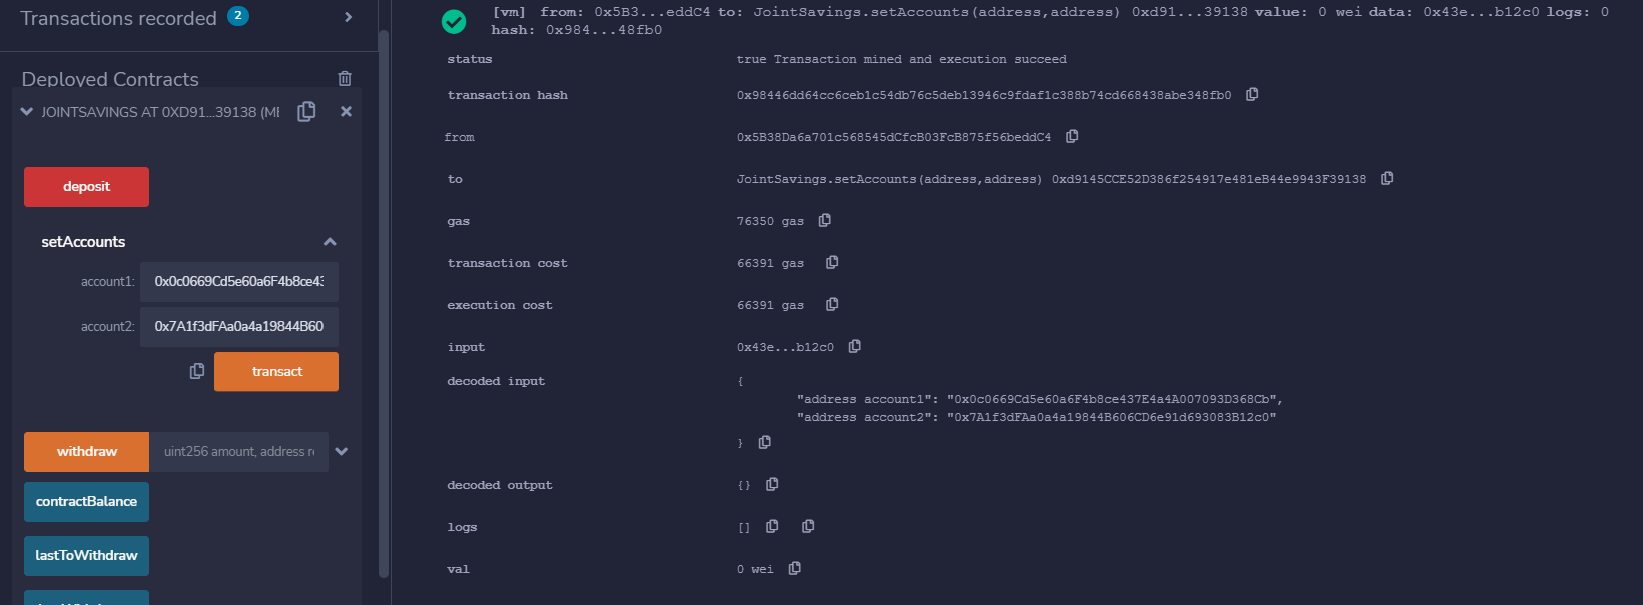 Transactions recorded 2
Deployed Contracts
JOINTSAVINGS AT 0XD91...39138 (ME
deposit
setAccounts
account1: 0x0c0669Cd5e60a6F4b8ce43
account2: 0x7A1f3dFAa0a4a19844B60
transact
withdraw uint256 amount, address re
contractBalance
lastToWithdraw
[vm] from: 0x5B3...eddC4 to: JointSavings.setAccounts(address,address) 0xd91...39138 value: 0 wei data: 0x43e...b12c0 logs: 0
hash: 0x984...48fb0
status true Transaction mined and execution succeed
transaction hash 0x98446dd64cc6ceb1c54db76c5deb13946c9fdaf1c388b74cd668438abe348fb0
from 0x5B38Da6a701c568545dCfcB03FcB875f56beddC4
to JointSavings.setAccounts(address,address) 0xd9145CCE52D386f254917e481eB44e9943F39138
gas 76350 gas
transaction cost 66391 gas
execution cost 66391 gas
input 0x43e...b12c0
decoded input {
"address account1": "0x0c0669Cd5e60a6F4b8ce437E4a4A007093D368Cb",
"address account2": "0x7A1f3dFAa0a4a19844B606CD6e91d693083B12c0"
}
decoded output {}
logs []
val 0 wei